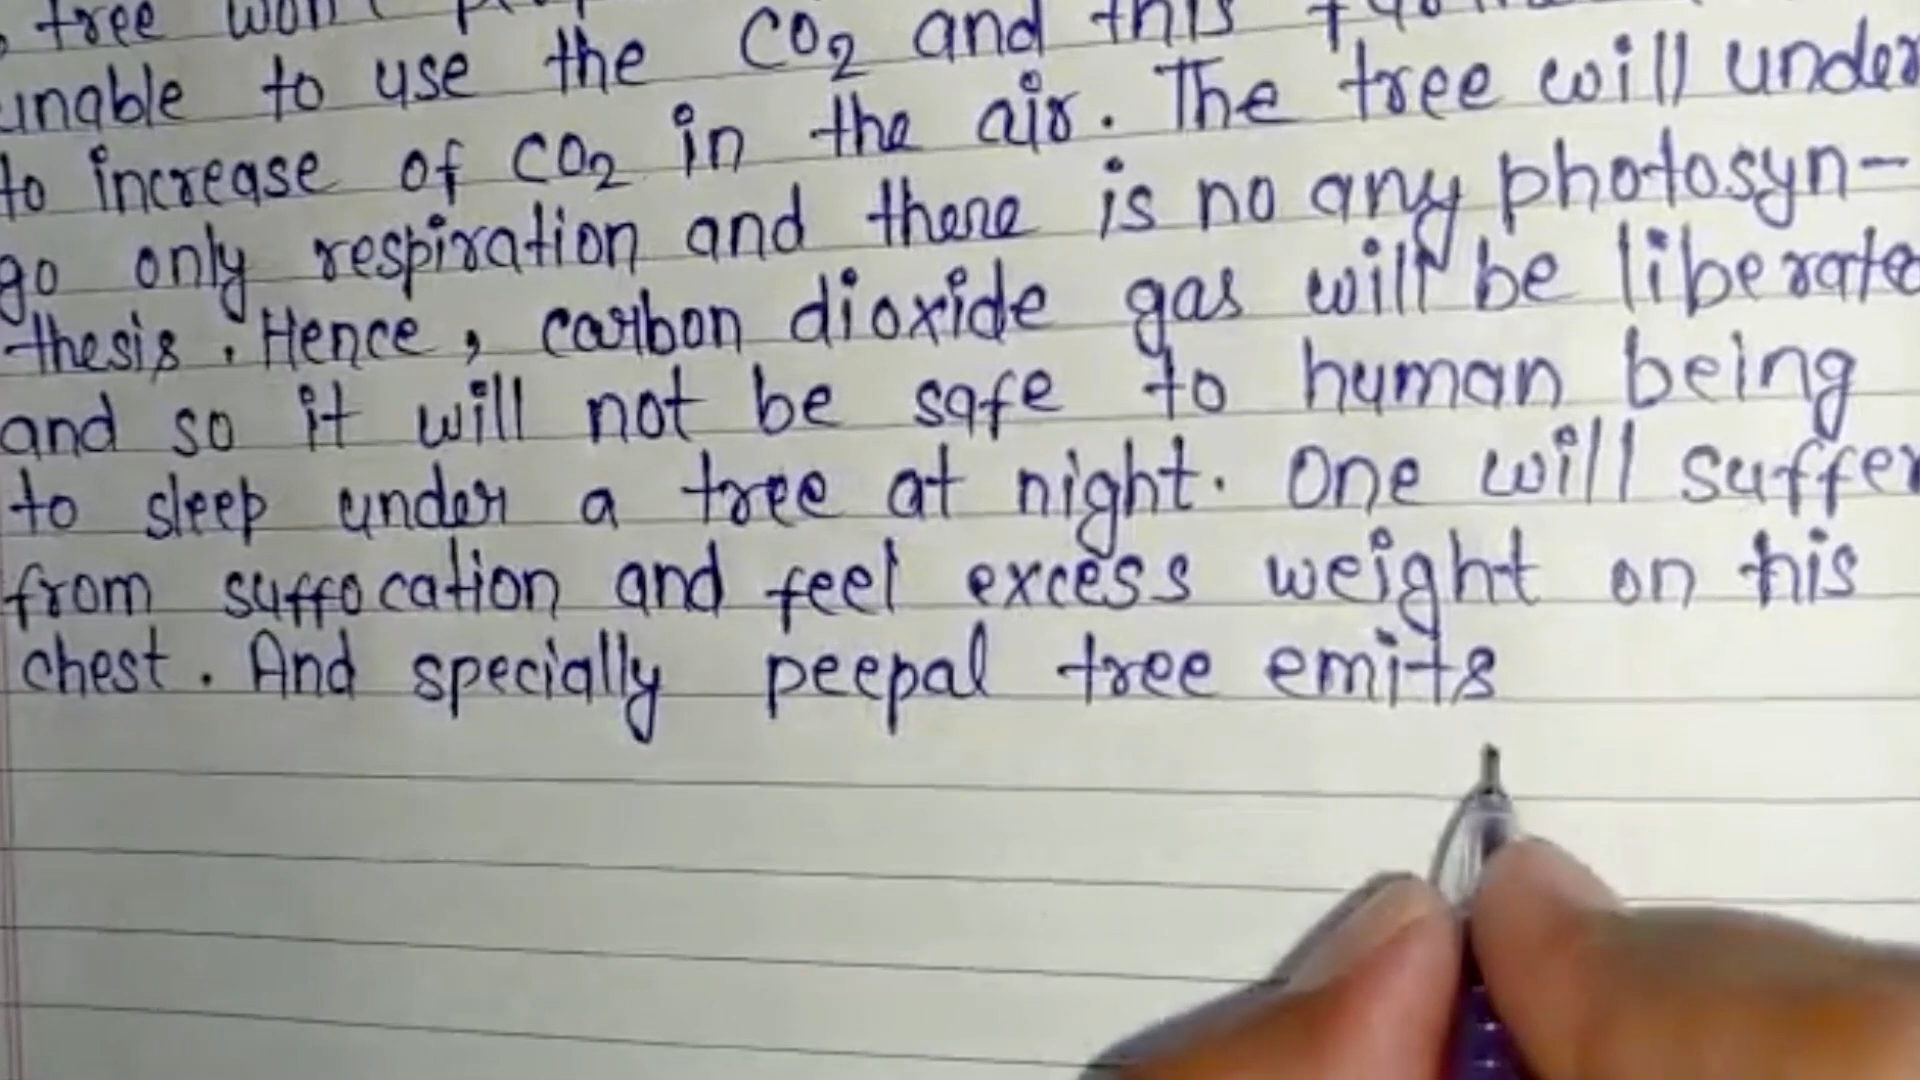 tree won't
unable to use the CO2 and this
to increase of CO2 in the air. The tree will under
go only respiration and there is no any photosyn-
thesis. Hence, carbon dioxide gas will be liberated
and so it will not be safe to human being
to sleep under a tree at night. One will suffer
from suffocation and feel excess weight on his
chest. And specially peepal tree emits